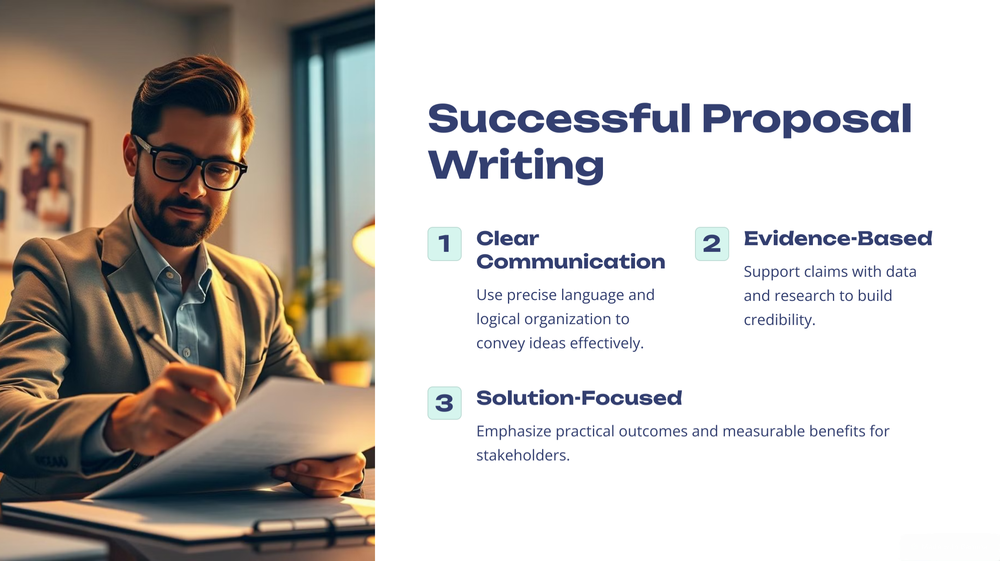 Successful Proposal
Writing
1
Clear
Communication
Use precise language and
logical organization to
convey ideas effectively.
2
Evidence-Based
Support claims with data
and research to build
credibility.
3
Solution-Focused
Emphasize practical outcomes and measurable benefits for
stakeholders.